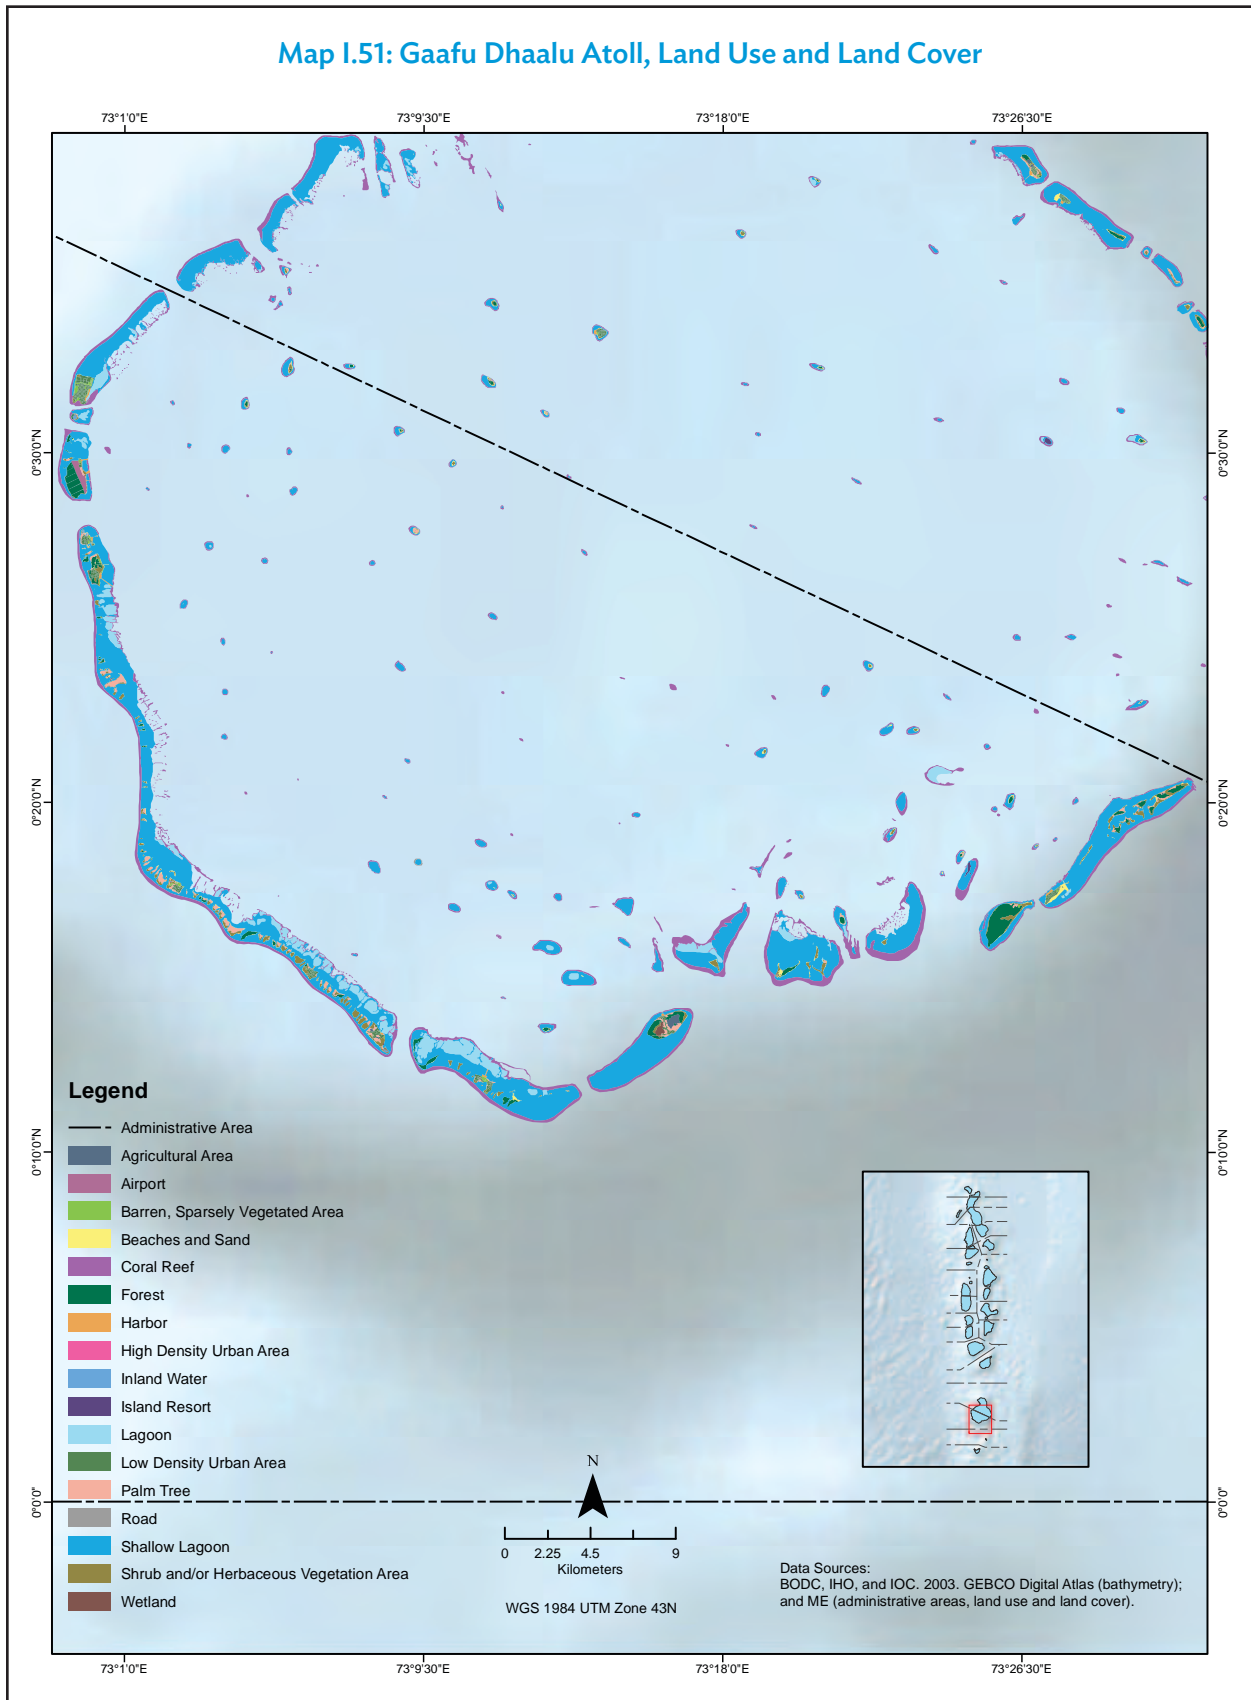 Map I.51: Gaafu Dhaalu Atoll, Land Use and Land Cover
73°1'0"E
73°9'30"E
73°18'0"E
73°26'30"E
0°30'0"N
0°30'0"N
0°20'0"N
0°20'0"N
0°10'0"N
0°10'0"N
0°0'0"
0°0'0"
Legend
Administrative Area
Agricultural Area
Airport
Barren, Sparsely Vegetated Area
Beaches and Sand
Coral Reef
Forest
Harbor
High Density Urban Area
Inland Water
Island Resort
Lagoon
Low Density Urban Area
Palm Tree
Road
Shallow Lagoon
Shrub and/or Herbaceous Vegetation Area
Wetland
N
0 2.25 4.5 9
Kilometers
WGS 1984 UTM Zone 43N
Data Sources:
BODC, IHO, and IOC. 2003. GEBCO Digital Atlas (bathymetry);
and ME (administrative areas, land use and land cover).
73°1'0"E
73°9'30"E
73°18'0"E
73°26'30"E